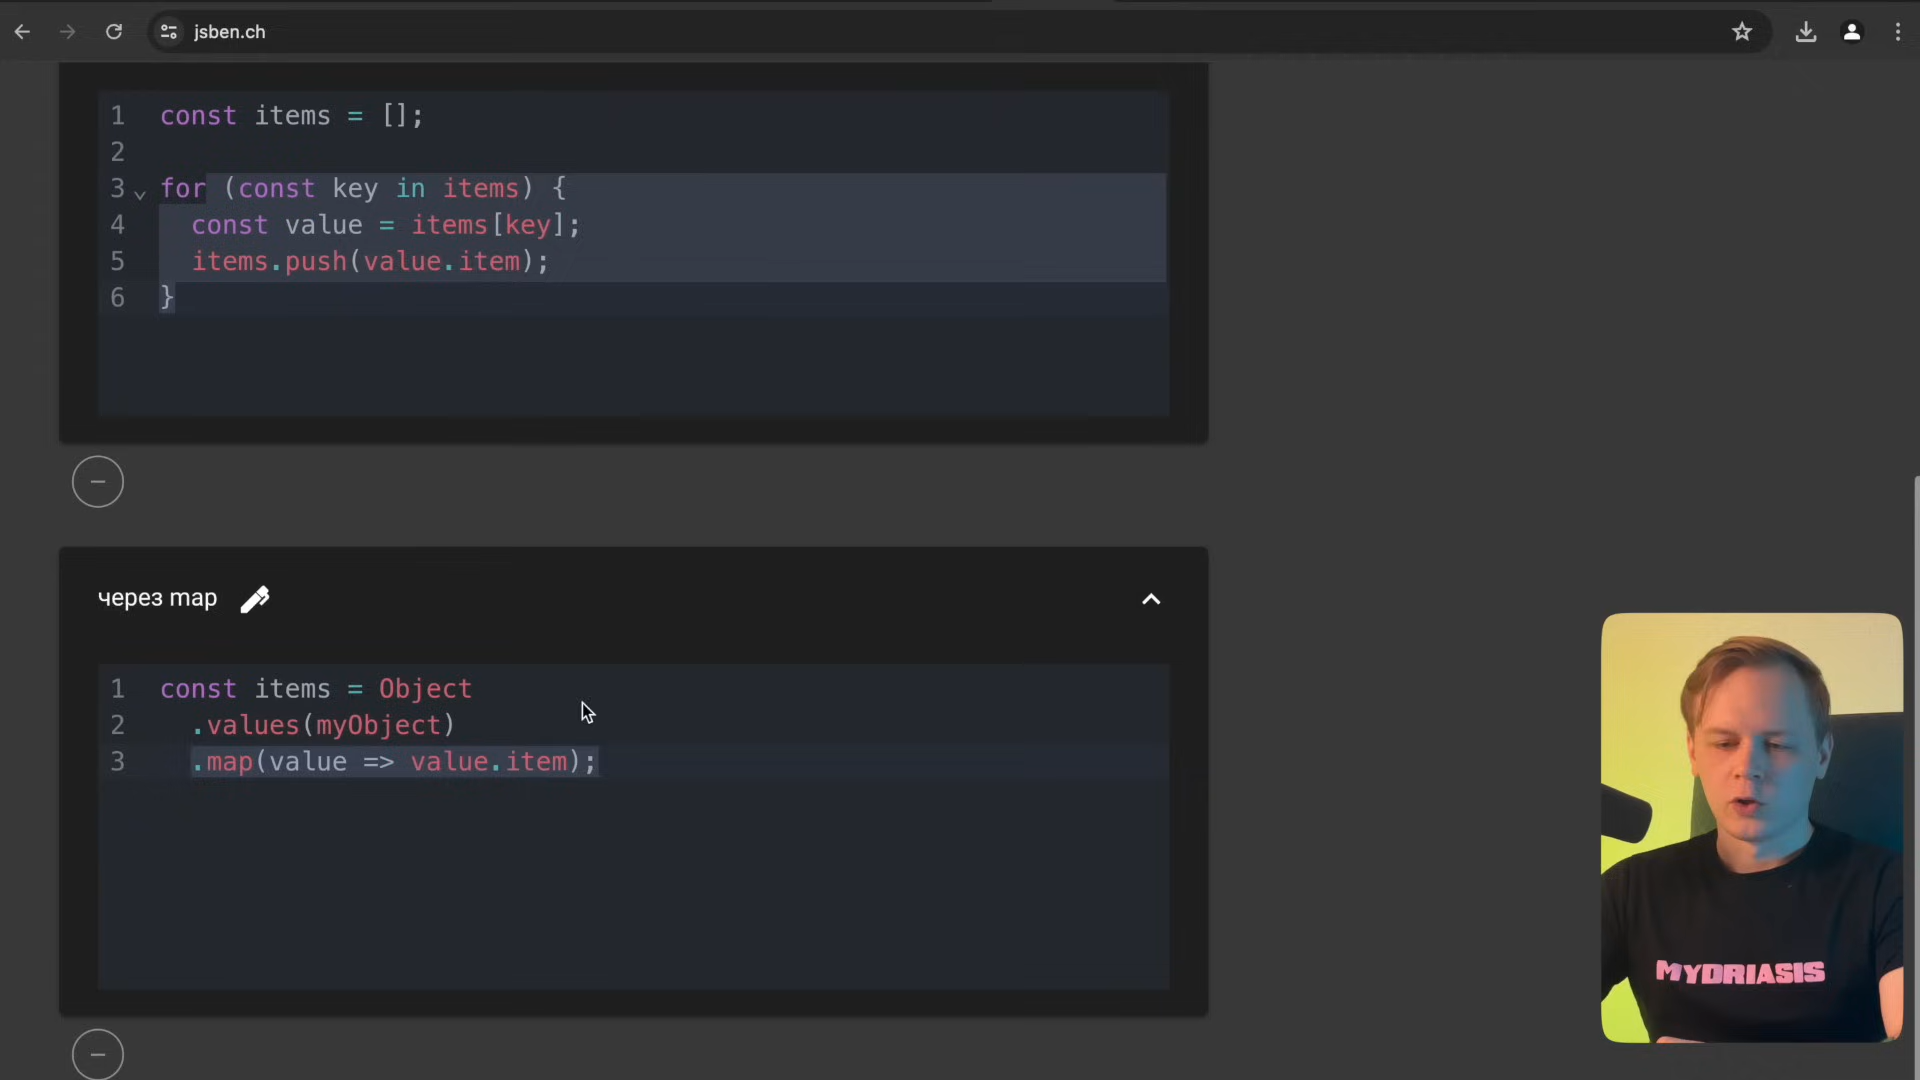 jsben.ch
1 const items = [];
2
3 for (const key in items) {
4 const value = items[key];
5 items.push(value.item);
6 }
через map
1 const items = Object
2 .values(myObject)
3 .map(value => value.item);
MYDRIASIS